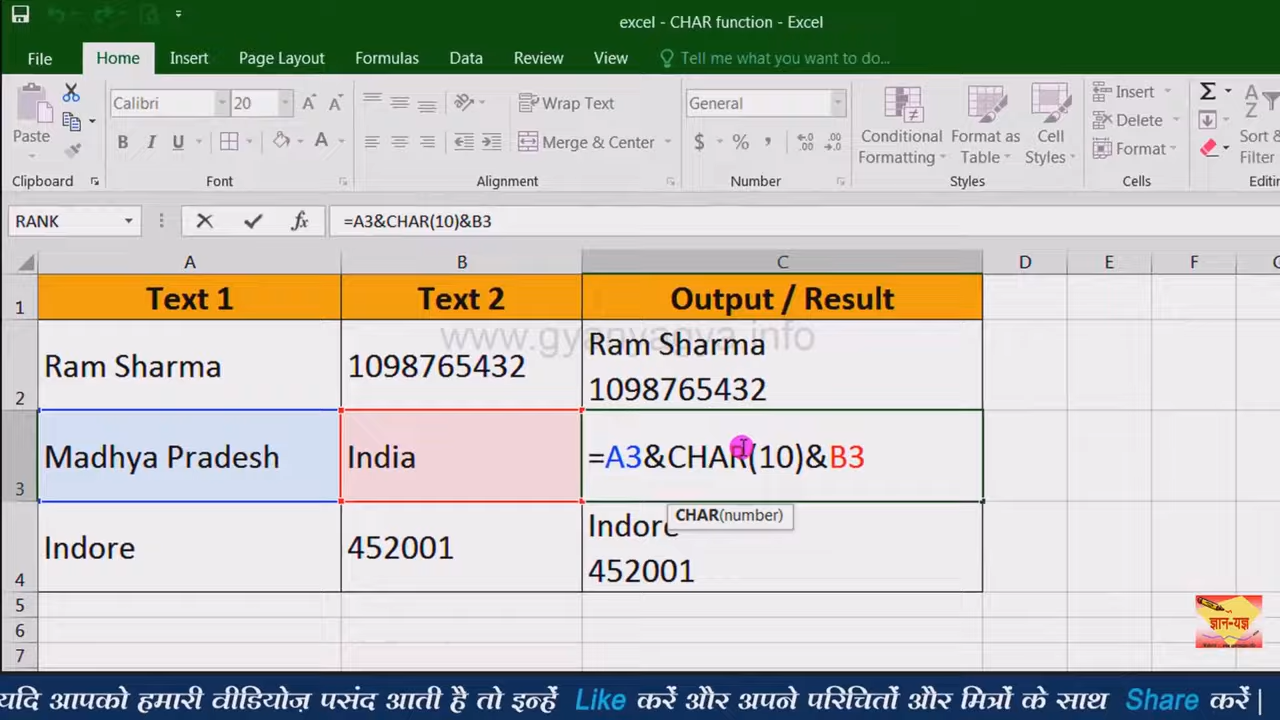 excel - CHAR function - Excel
File Home Insert Page Layout Formulas Data Review View Tell me what you want to do...
Calibri 20 Wrap Text General Insert
Paste Conditional Format as Cell Delete Sort &
B I U Merge & Center $ % , Formatting Table Styles Format Filter
Clipboard Font Alignment Number Styles Cells Editin
RANK fx =A3&CHAR(10)&B3
A B C D E F
1 Text 1 Text 2 Output / Result
www.gyanyagya.info
2 Ram Sharma 1098765432 Ram Sharma
1098765432
3 Madhya Pradesh India =A3&CHAR(10)&B3
CHAR(number)
4 Indore 452001 Indore
452001
5
6
7
ज्ञान-यज्ञ
यदि आपको हमारी वीडियोज़ पसंद आती है तो इन्हें Like करें और अपने परिचितों और मित्रों के साथ Share करें |